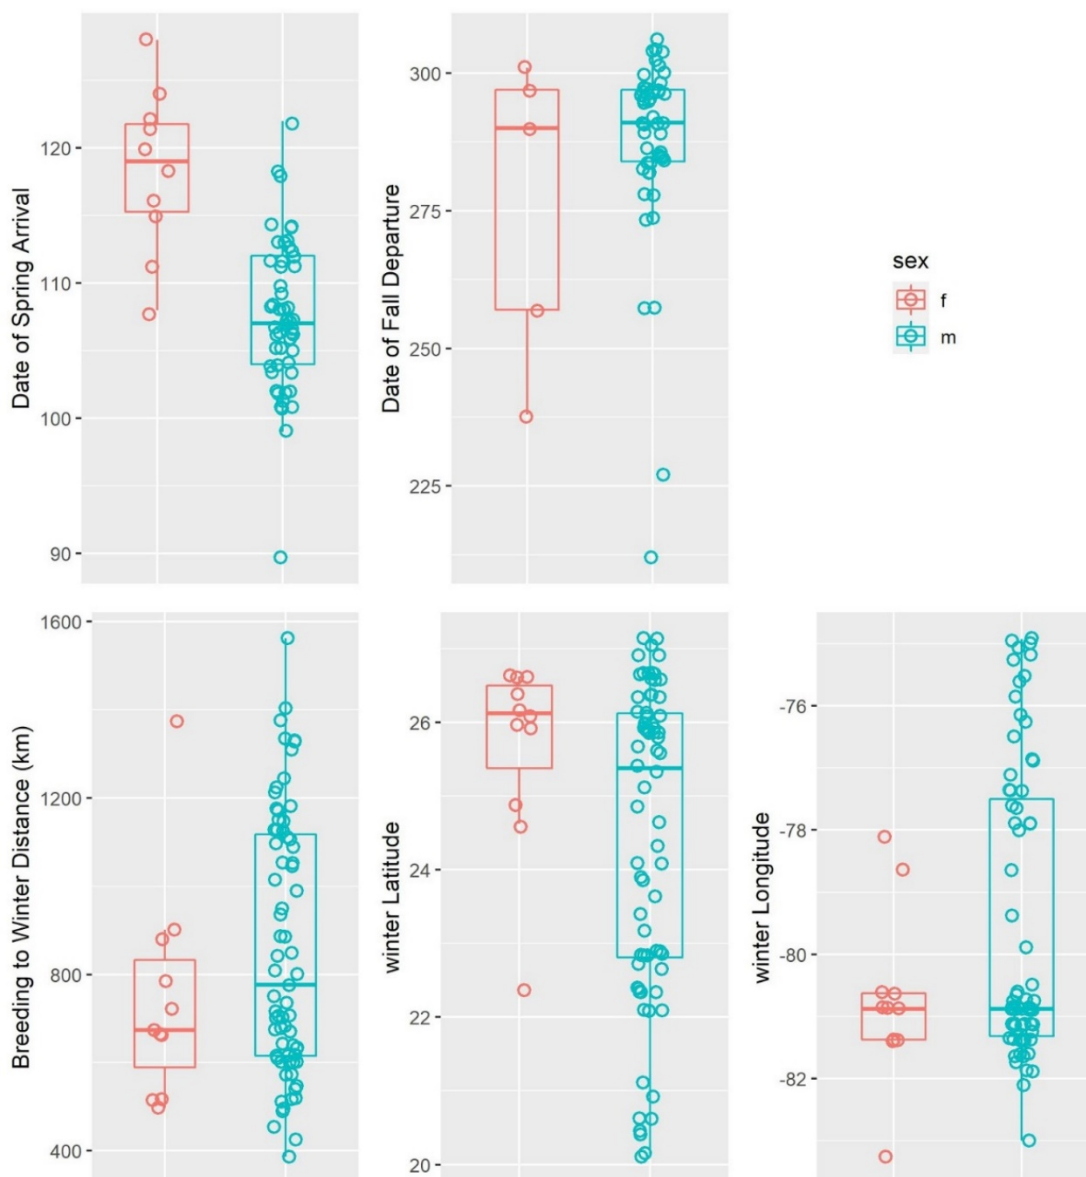 Date of Spring Arrival
120
110
100
90
Date of Fall Departure
300
275
250
225
sex
f
m
Breeding to Winter Distance (km)
1600
1200
800
400
winter Latitude
26
24
22
20
winter Longitude
-76
-78
-80
-82